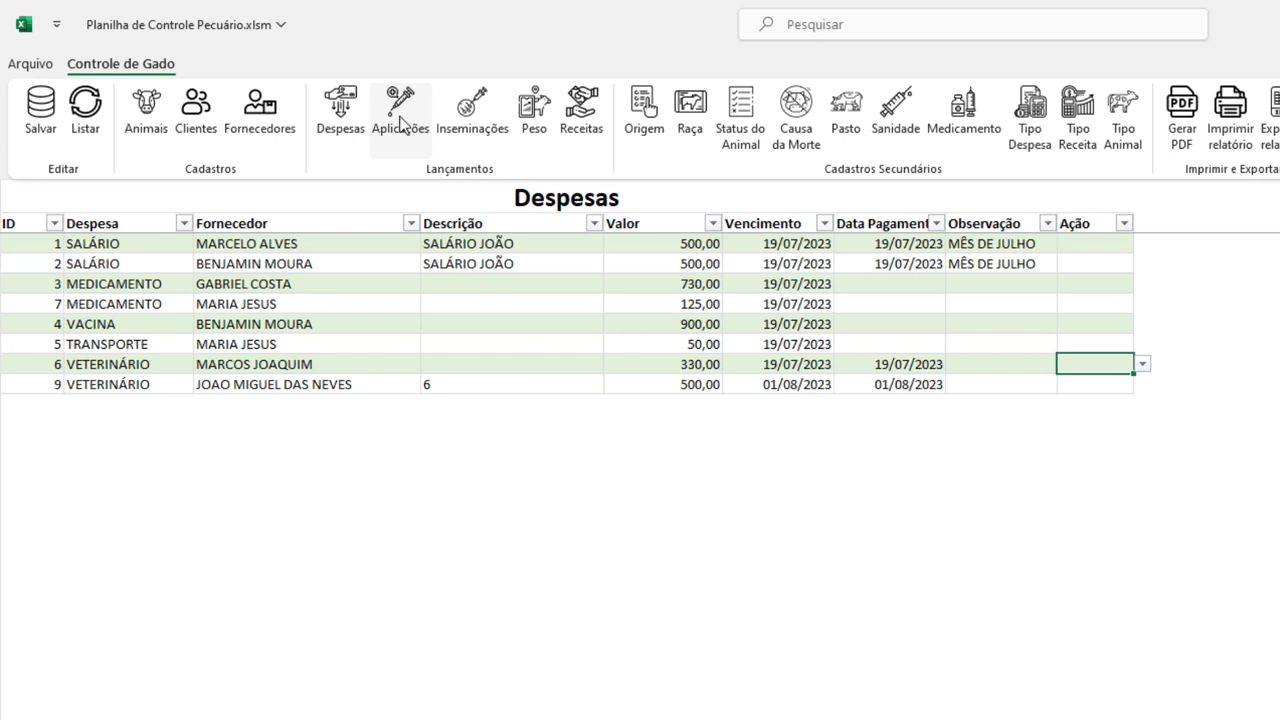 Planilha de Controle Pecuário.xlsm
Pesquisar
Arquivo Controle de Gado
Salvar Listar Animais Clientes Fornecedores Despesas Aplicações Inseminações Peso Receitas Origem Raça Status do Animal Causa da Morte Pasto Sanidade Medicamento Tipo Despesa Tipo Receita Tipo Animal Gerar PDF Imprimir relatório
Editar Cadastros Lançamentos Cadastros Secundários Imprimir e Exporta
Despesas
ID Despesa Fornecedor Descrição Valor Vencimento Data Pagament Observação Ação
1 SALÁRIO MARCELO ALVES SALÁRIO JOÃO 500,00 19/07/2023 19/07/2023 MÊS DE JULHO
2 SALÁRIO BENJAMIN MOURA SALÁRIO JOÃO 500,00 19/07/2023 19/07/2023 MÊS DE JULHO
3 MEDICAMENTO GABRIEL COSTA 730,00 19/07/2023
7 MEDICAMENTO MARIA JESUS 125,00 19/07/2023
4 VACINA BENJAMIN MOURA 900,00 19/07/2023
5 TRANSPORTE MARIA JESUS 50,00 19/07/2023
6 VETERINÁRIO MARCOS JOAQUIM 330,00 19/07/2023 19/07/2023
9 VETERINÁRIO JOAO MIGUEL DAS NEVES 6 500,00 01/08/2023 01/08/2023